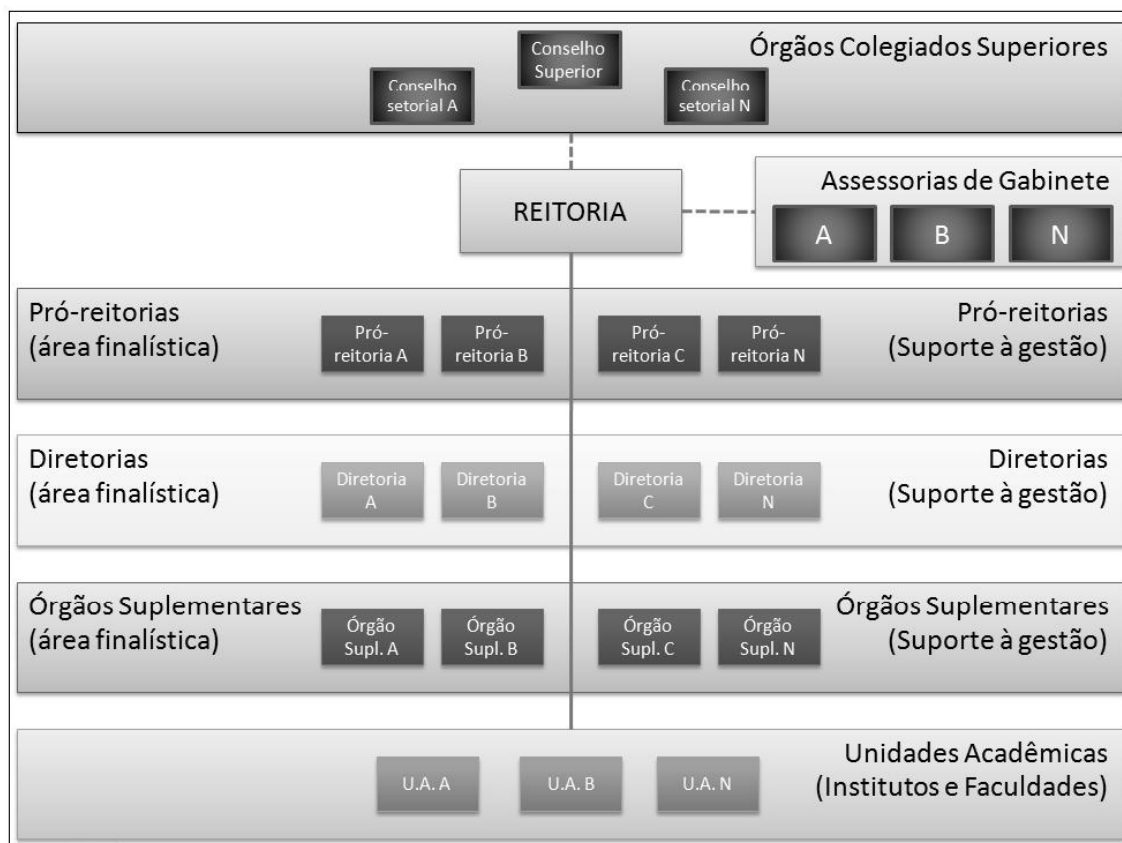 Órgãos Colegiados Superiores
Conselho
Superior
Conselho
setorial A
Conselho
setorial N
REITORIA
Assessorias de Gabinete
A
B
N
Pró-reitorias
(área finalística)
Pró-
reitoria A
Pró-
reitoria B
Pró-
reitoria C
Pró-
reitoria N
Pró-reitorias
(Suporte à gestão)
Diretorias
(área finalística)
Diretoria
A
Diretoria
B
Diretoria
C
Diretoria
N
Diretorias
(Suporte à gestão)
Órgãos Suplementares
(área finalística)
Órgão
Supl. A
Órgão
Supl. B
Órgão
Supl. C
Órgão
Supl. N
Órgãos Suplementares
(Suporte à gestão)
U.A. A
U.A. B
U.A. N
Unidades Acadêmicas
(Institutos e Faculdades)